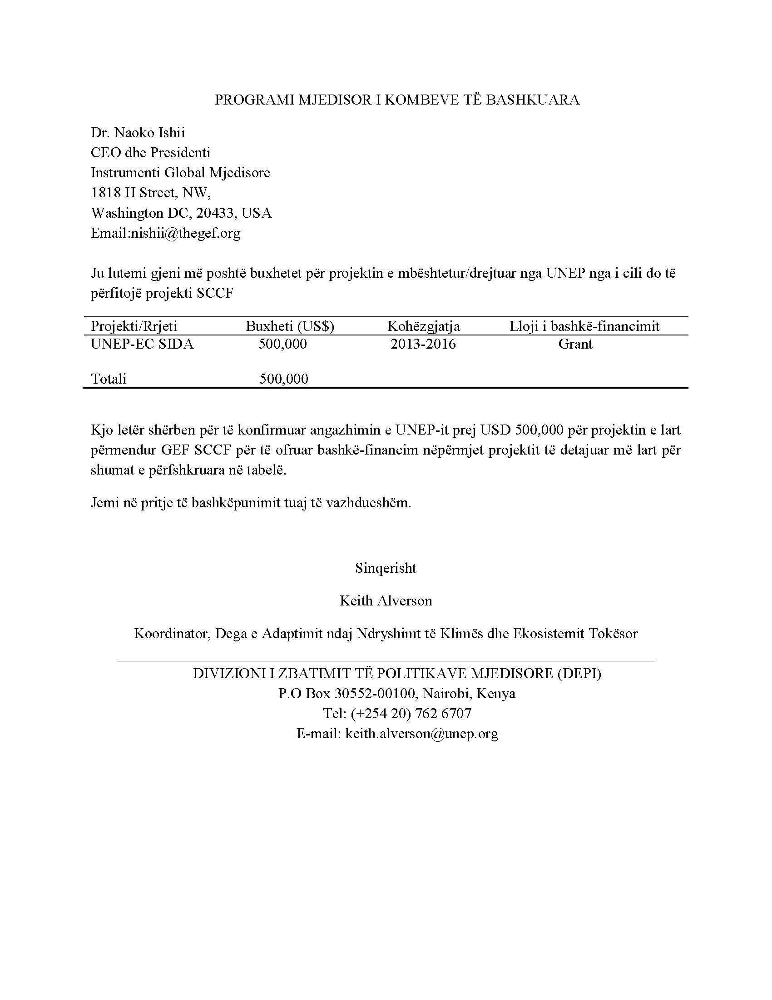 PROGRAMI MJEDISOR I KOMBEVE TË BASHKUARA
Dr. Naoko Ishii
CEO dhe Presidenti
Instrumenti Global Mjedisore
1818 H Street, NW,
Washington DC, 20433, USA
Email:nishii@thegef.org
Ju lutemi gjeni më poshtë buxhetet për projektin e mbështetur/drejtuar nga UNEP nga i cili do të
përfitojë projekti SCCF
Projekti/Rrjeti Buxheti (US$) Kohëzgjatja Lloji i bashkë-financimit
UNEP-EC SIDA 500,000 2013-2016 Grant
Totali 500,000
Kjo letër shërben për të konfirmuar angazhimin e UNEP-it prej USD 500,000 për projektin e lart
përmendur GEF SCCF për të ofruar bashkë-financim nëpërmjet projektit të detajuar më lart për
shumat e përfshkruara në tabelë.
Jemi në pritje të bashkëpunimit tuaj të vazhdueshëm.
Sinqerisht
Keith Alverson
Koordinator, Dega e Adaptimit ndaj Ndryshimt të Klimës dhe Ekosistemit Tokësor
DIVIZIONI I ZBATIMIT TË POLITIKAVE MJEDISORE (DEPI)
P.O Box 30552-00100, Nairobi, Kenya
Tel: (+254 20) 762 6707
E-mail: keith.alverson@unep.org